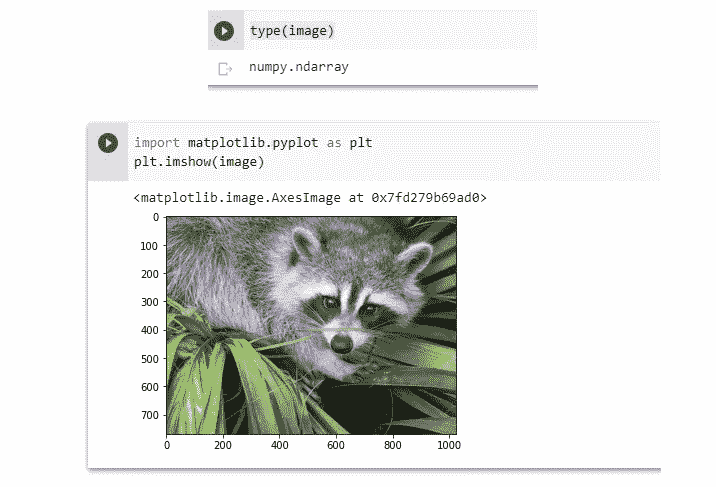 type(image)
numpy.ndarray
import matplotlib.pyplot as plt
plt.imshow(image)
<matplotlib.image.AxesImage at 0x7fd279b69ad0>
0
100
200
300
400
500
600
700
0 200 400 600 800 1000